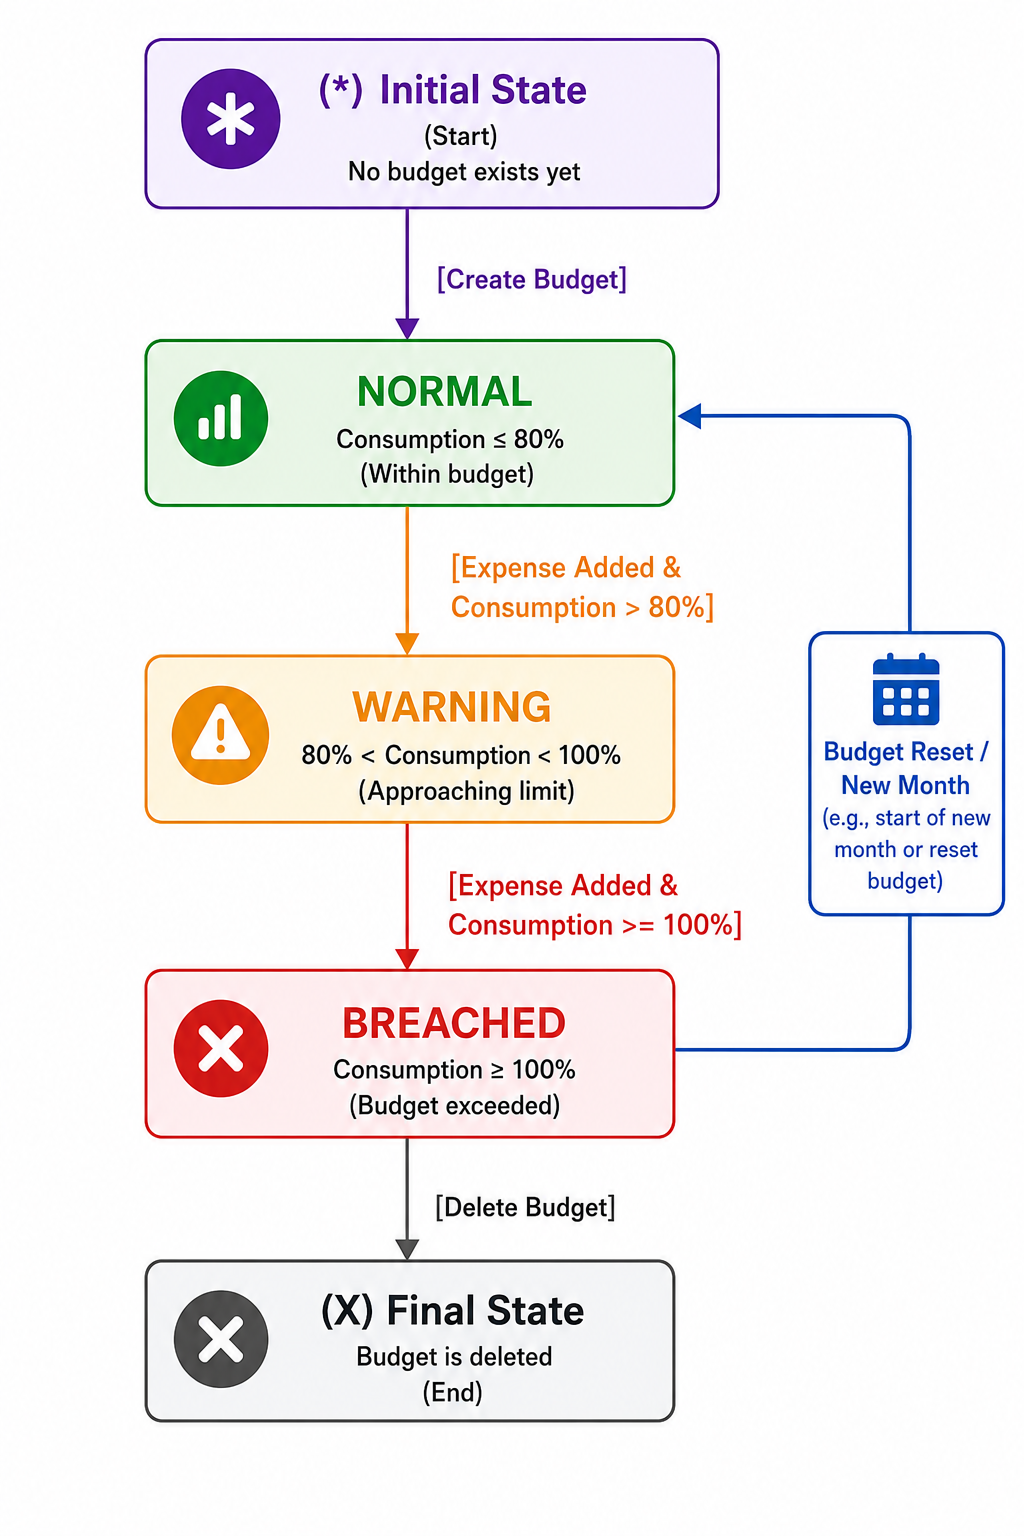 (*) Initial State
(Start)
No budget exists yet
[Create Budget]
NORMAL
Consumption ≤ 80%
(Within budget)
[Expense Added &
Consumption > 80%]
WARNING
80% < Consumption < 100%
(Approaching limit)
Budget Reset /
New Month
(e.g., start of new
month or reset
budget)
[Expense Added &
Consumption >= 100%]
BREACHED
Consumption ≥ 100%
(Budget exceeded)
[Delete Budget]
(X) Final State
Budget is deleted
(End)